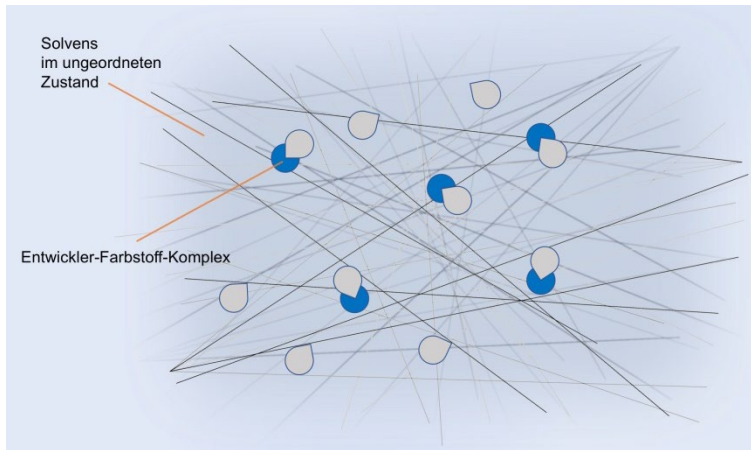 Solvens
im ungeordneten
Zustand
Entwickler-Farbstoff-Komplex